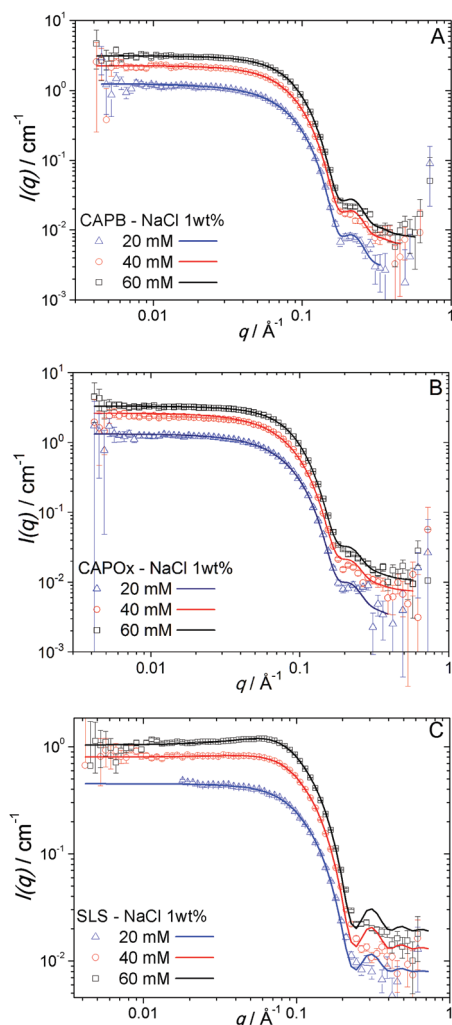 A
10¹
10⁰
10⁻¹
10⁻²
10⁻³
I(q) / cm⁻¹
CAPB - NaCl 1wt%
20 mM
40 mM
60 mM
0.01 0.1 1
q / Å⁻¹
B
10¹
10⁰
10⁻¹
10⁻²
10⁻³
I(q) / cm⁻¹
CAPOx - NaCl 1wt%
20 mM
40 mM
60 mM
0.01 0.1 1
q / Å⁻¹
C
10⁰
10⁻¹
10⁻²
I(q) / cm⁻¹
SLS - NaCl 1wt%
20 mM
40 mM
60 mM
0.01 0.1 1
q / Å⁻¹